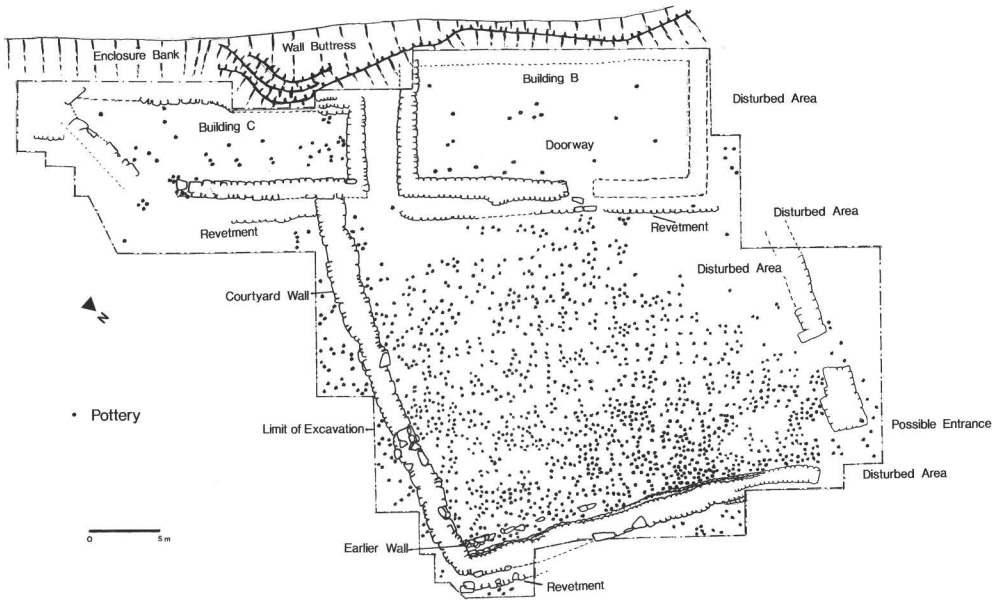 Enclosure Bank
Wall Buttress
Building B
Disturbed Area
Building C
Doorway
Disturbed Area
Revetment
Revetment
Disturbed Area
Courtyard Wall
N
Pottery
Limit of Excavation
Possible Entrance
Disturbed Area
0 5m
Earlier Wall
Revetment